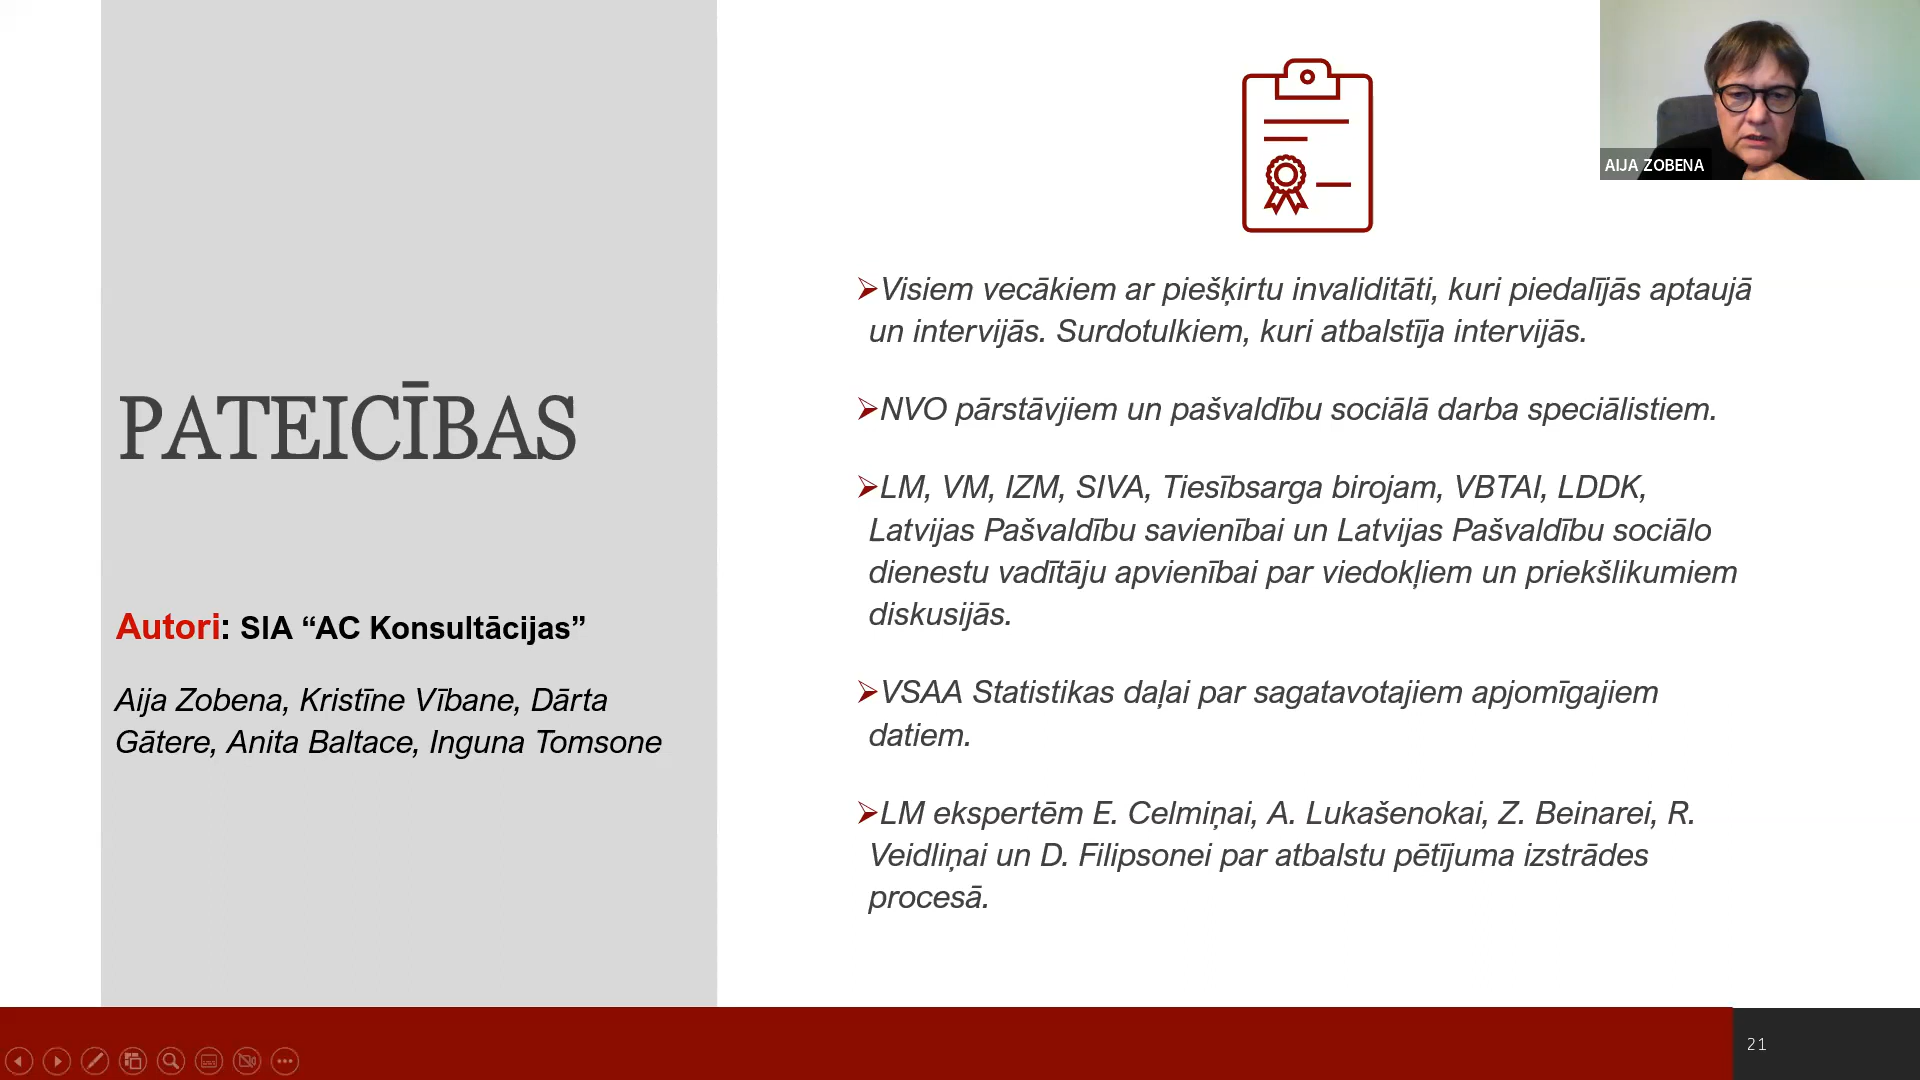 PATEICĪBAS
Autori: SIA “AC Konsultācijas”
Aija Zobena, Kristīne Vībane, Dārta
Gātere, Anita Baltace, Inguna Tomsone
AIJA ZOBENA
➢Visiem vecākiem ar piešķirtu invaliditāti, kuri piedalījās aptaujā
un intervijās. Surdotulkiem, kuri atbalstīja intervijās.
➢NVO pārstāvjiem un pašvaldību sociālā darba speciālistiem.
➢LM, VM, IZM, SIVA, Tiesībsarga birojam, VBTAI, LDDK,
Latvijas Pašvaldību savienībai un Latvijas Pašvaldību sociālo
dienestu vadītāju apvienībai par viedokļiem un priekšlikumiem
diskusijās.
➢VSAA Statistikas daļai par sagatavotajiem apjomīgajiem
datiem.
➢LM ekspertēm E. Celmiņai, A. Lukašenokai, Z. Beinarei, R.
Veidliņai un D. Filipsonei par atbalstu pētījuma izstrādes
procesā.
21